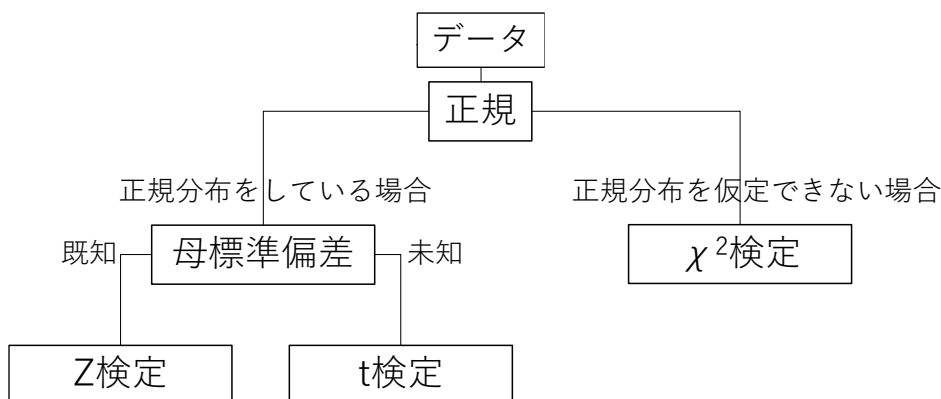 データ
正規
正規分布をしている場合
正規分布を仮定できない場合
既知
母標準偏差
未知
χ²検定
Z検定
t検定